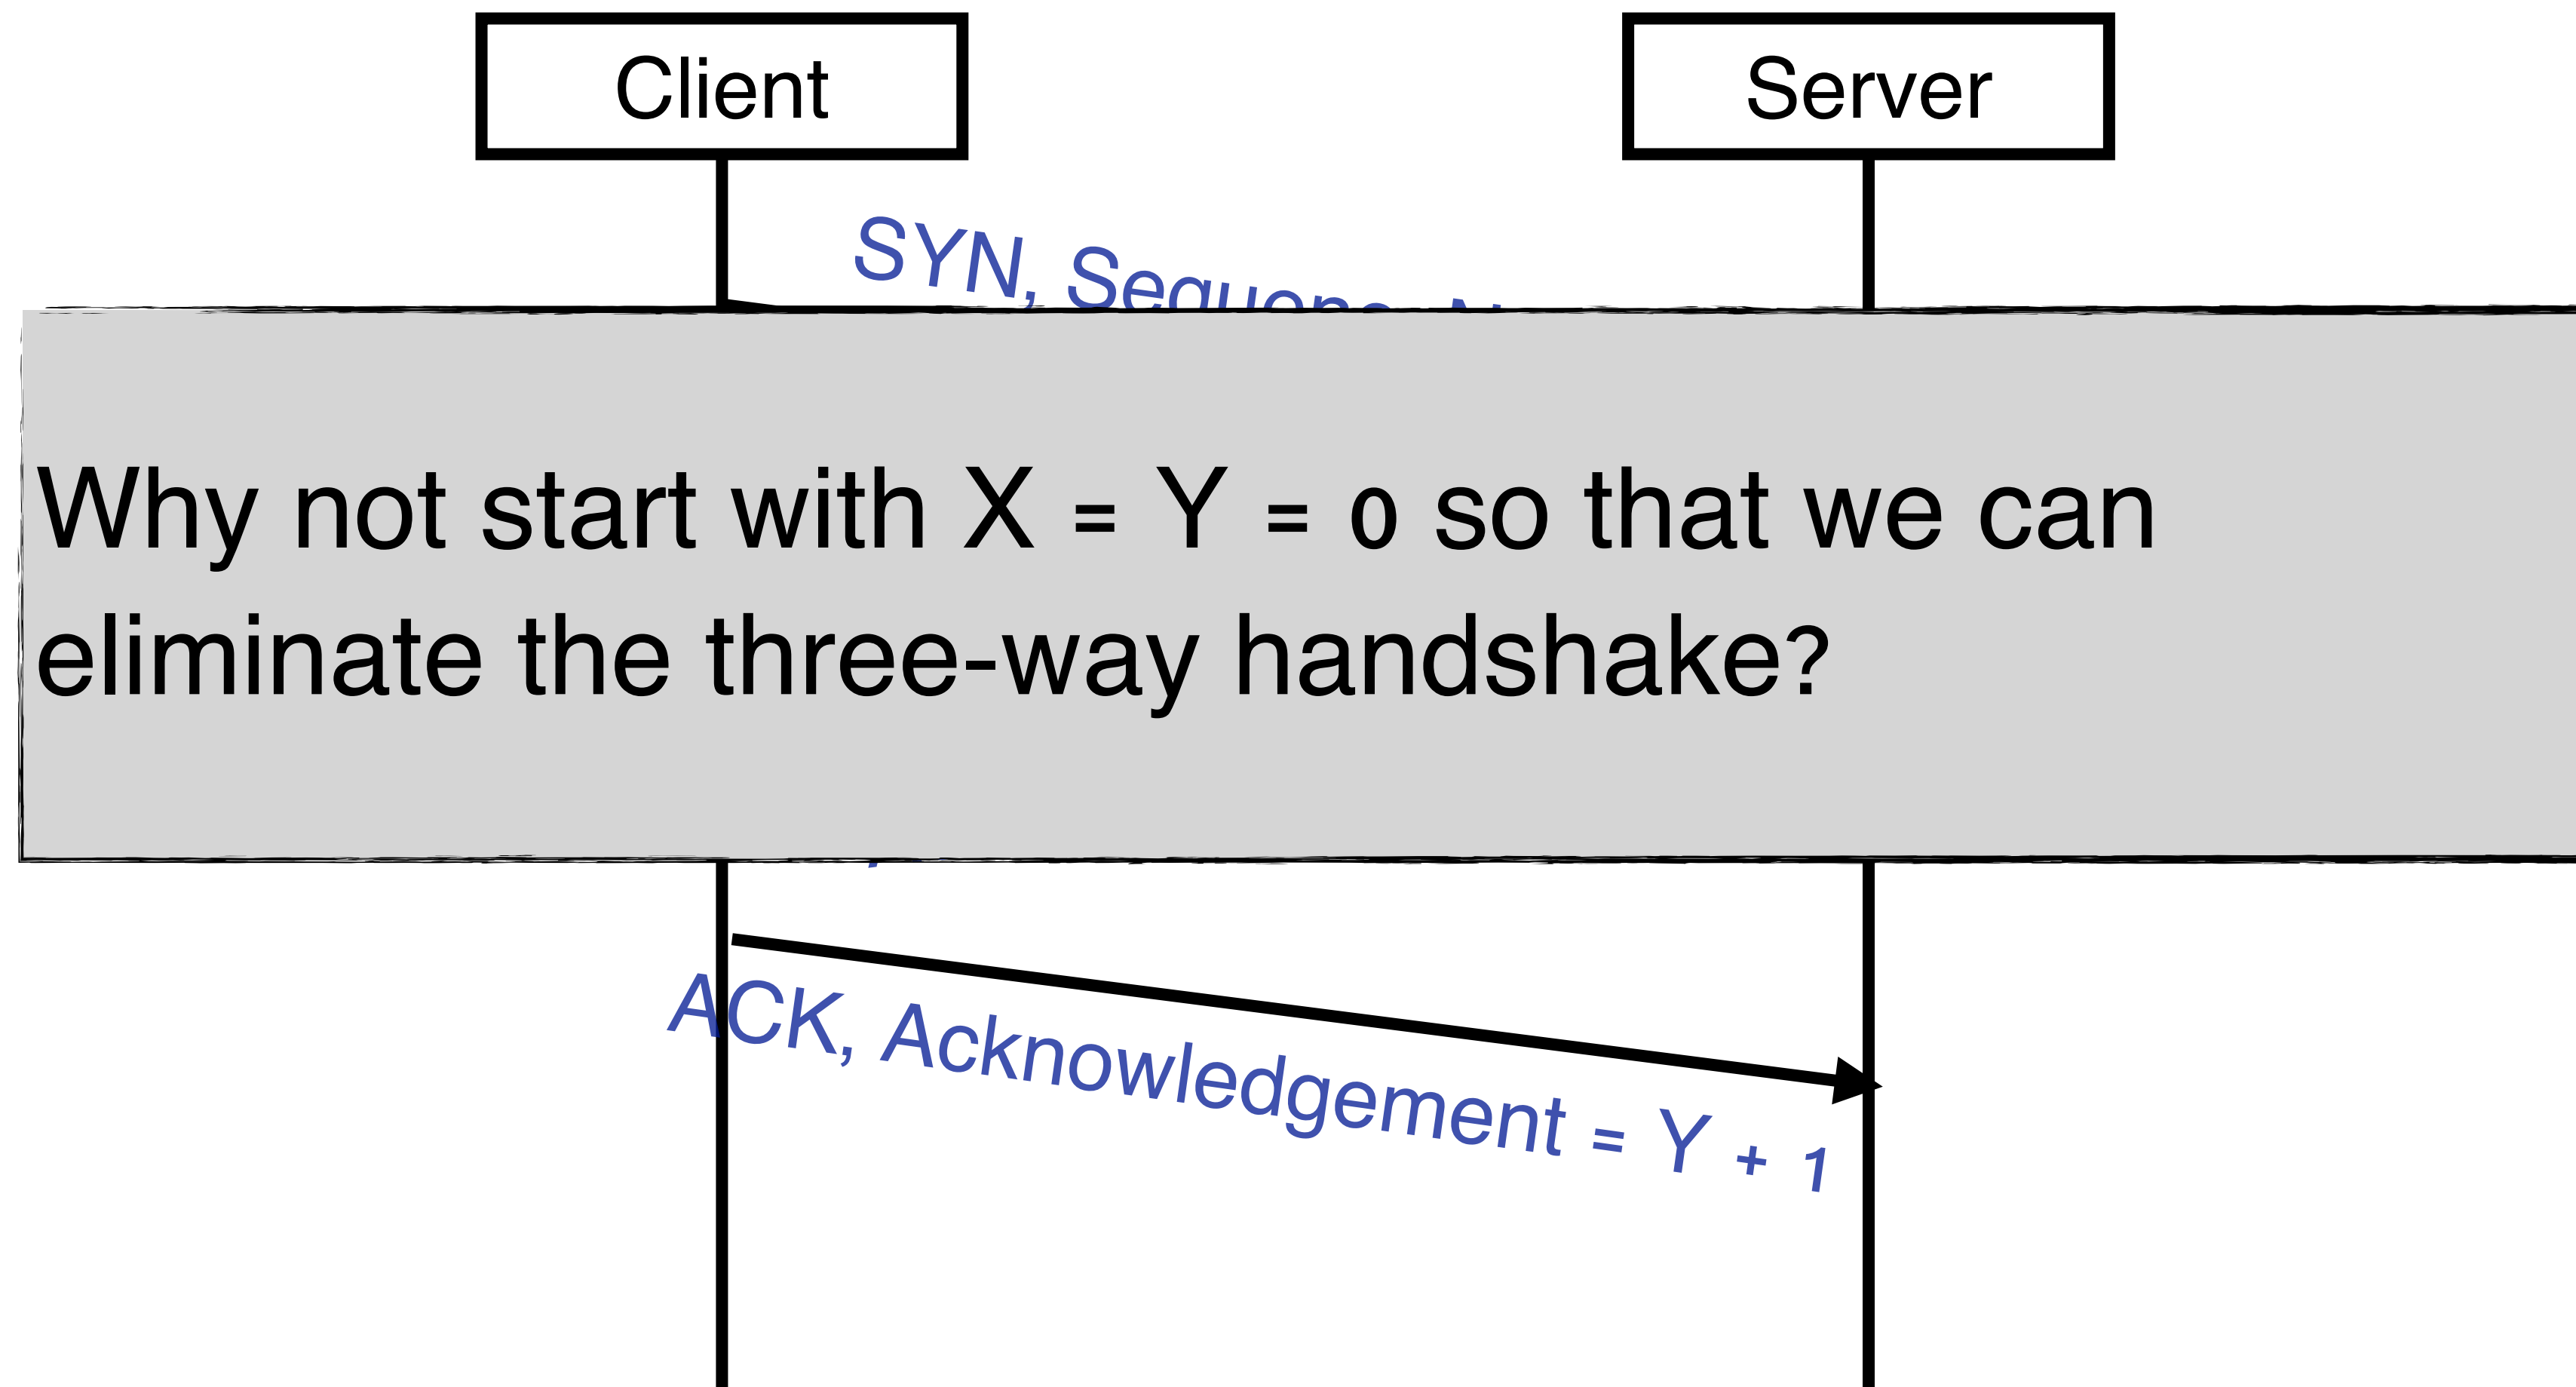 Client
Server
SYN,
Why not start with X = Y = 0 so that we can
eliminate the three-way handshake?
ACK, Acknowledgement = Y + 1